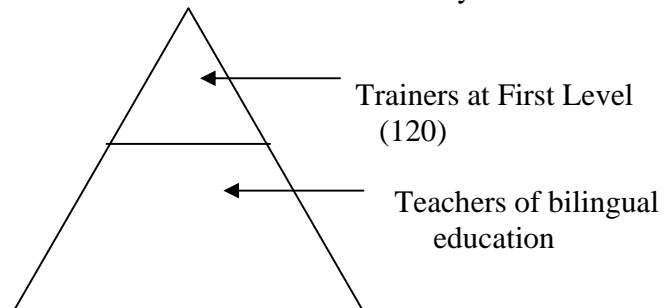 Trainers at First Level
(120)
Teachers of bilingual
education